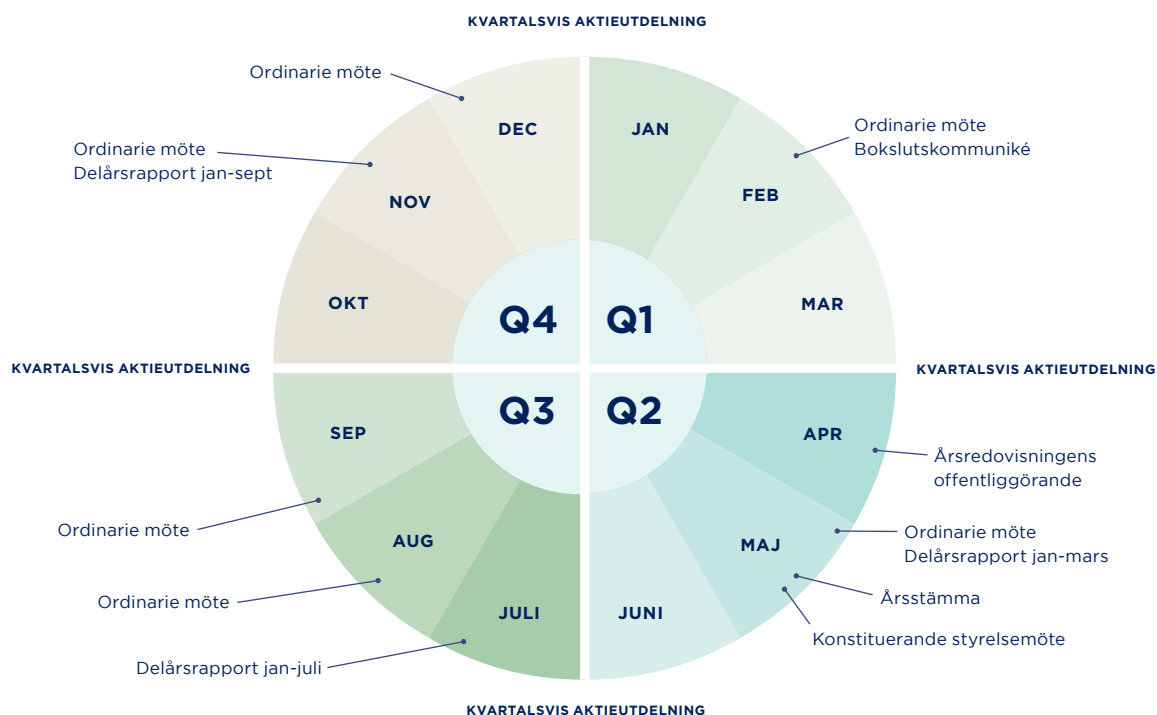 KVARTALSVIS AKTIEUTDELNING
Ordinarie möte
DEC
JAN
Ordinarie möte
Bokslutskommuniké
Ordinarie möte
Delårsrapport jan-sept
NOV
FEB
OKT
MAR
Q4
Q1
KVARTALSVIS AKTIEUTDELNING
KVARTALSVIS AKTIEUTDELNING
Q3
Q2
SEP
APR
Årsredovisningens
offentliggörande
Ordinarie möte
AUG
MAJ
Ordinarie möte
Delårsrapport jan-mars
Ordinarie möte
Årsstämma
JULI
JUNI
Konstituerande styrelsemöte
Delårsrapport jan-juli
KVARTALSVIS AKTIEUTDELNING